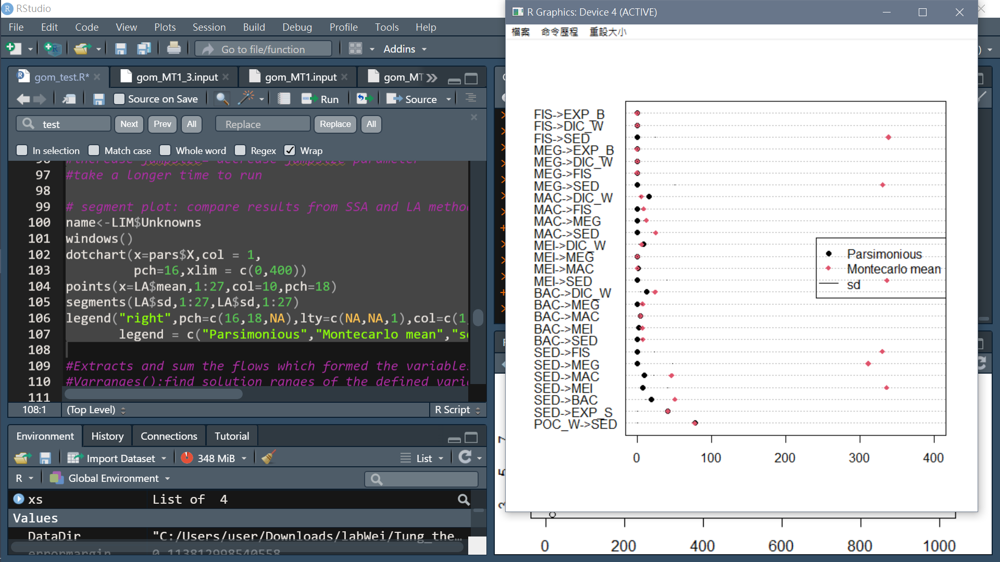 RStudio
File Edit Code View Plots Session Build Debug Profile Tools Help
Go to file/function
Addins
gom_test.R*
gom_MT1_3.input
gom_MT1.input
gom_MT
Source on Save
Run
Source
test
Next
Prev
All
Replace
Replace
All
In selection
Match case
Whole word
Regex
Wrap
97 #take a longer time to run
98
99 # segment plot: compare results from SSA and LA metho
100 name<-LIM$Unknowns
101 windows()
102 dotchart(x=pars$X,col = 1,
103 pch=16,xlim = c(0,400))
104 points(x=LA$mean,1:27,col=10,pch=18)
105 segments(LA$sd,1:27,LA$sd,1:27)
106 legend("right",pch=c(16,18,NA),lty=c(NA,NA,1),col=c(1
107 legend = c("Parsimonious","Montecarlo mean","s
108
109 #Extracts and sum the flows which formed the variable
110 #Varranges():find solution ranges of the defined vari
111
108:1
(Top Level)
R Script
Environment
History
Connections
Tutorial
Import Dataset
348 MiB
List
R
Global Environment
xs List of 4
Values
DataDir "C:/Users/user/Downloads/labWei/Tung_the…
errormargin 0.113812998540558
R Graphics: Device 4 (ACTIVE)
檔案 命令歷程 重設大小
FIS->EXP_B
FIS->DIC_W
FIS->SED
MEG->EXP_B
MEG->DIC_W
MEG->FIS
MEG->SED
MAC->DIC_W
MAC->FIS
MAC->MEG
MAC->SED
MEI->DIC_W
MEI->MEG
MEI->MAC
MEI->SED
BAC->DIC_W
BAC->MEG
BAC->MAC
BAC->MEI
BAC->SED
SED->FIS
SED->MEG
SED->MAC
SED->MEI
SED->BAC
SED->EXP_S
POC_W->SED
Parsimonious
Montecarlo mean
sd
0 100 200 300 400
7
5
3
0 200 400 600 800 1000